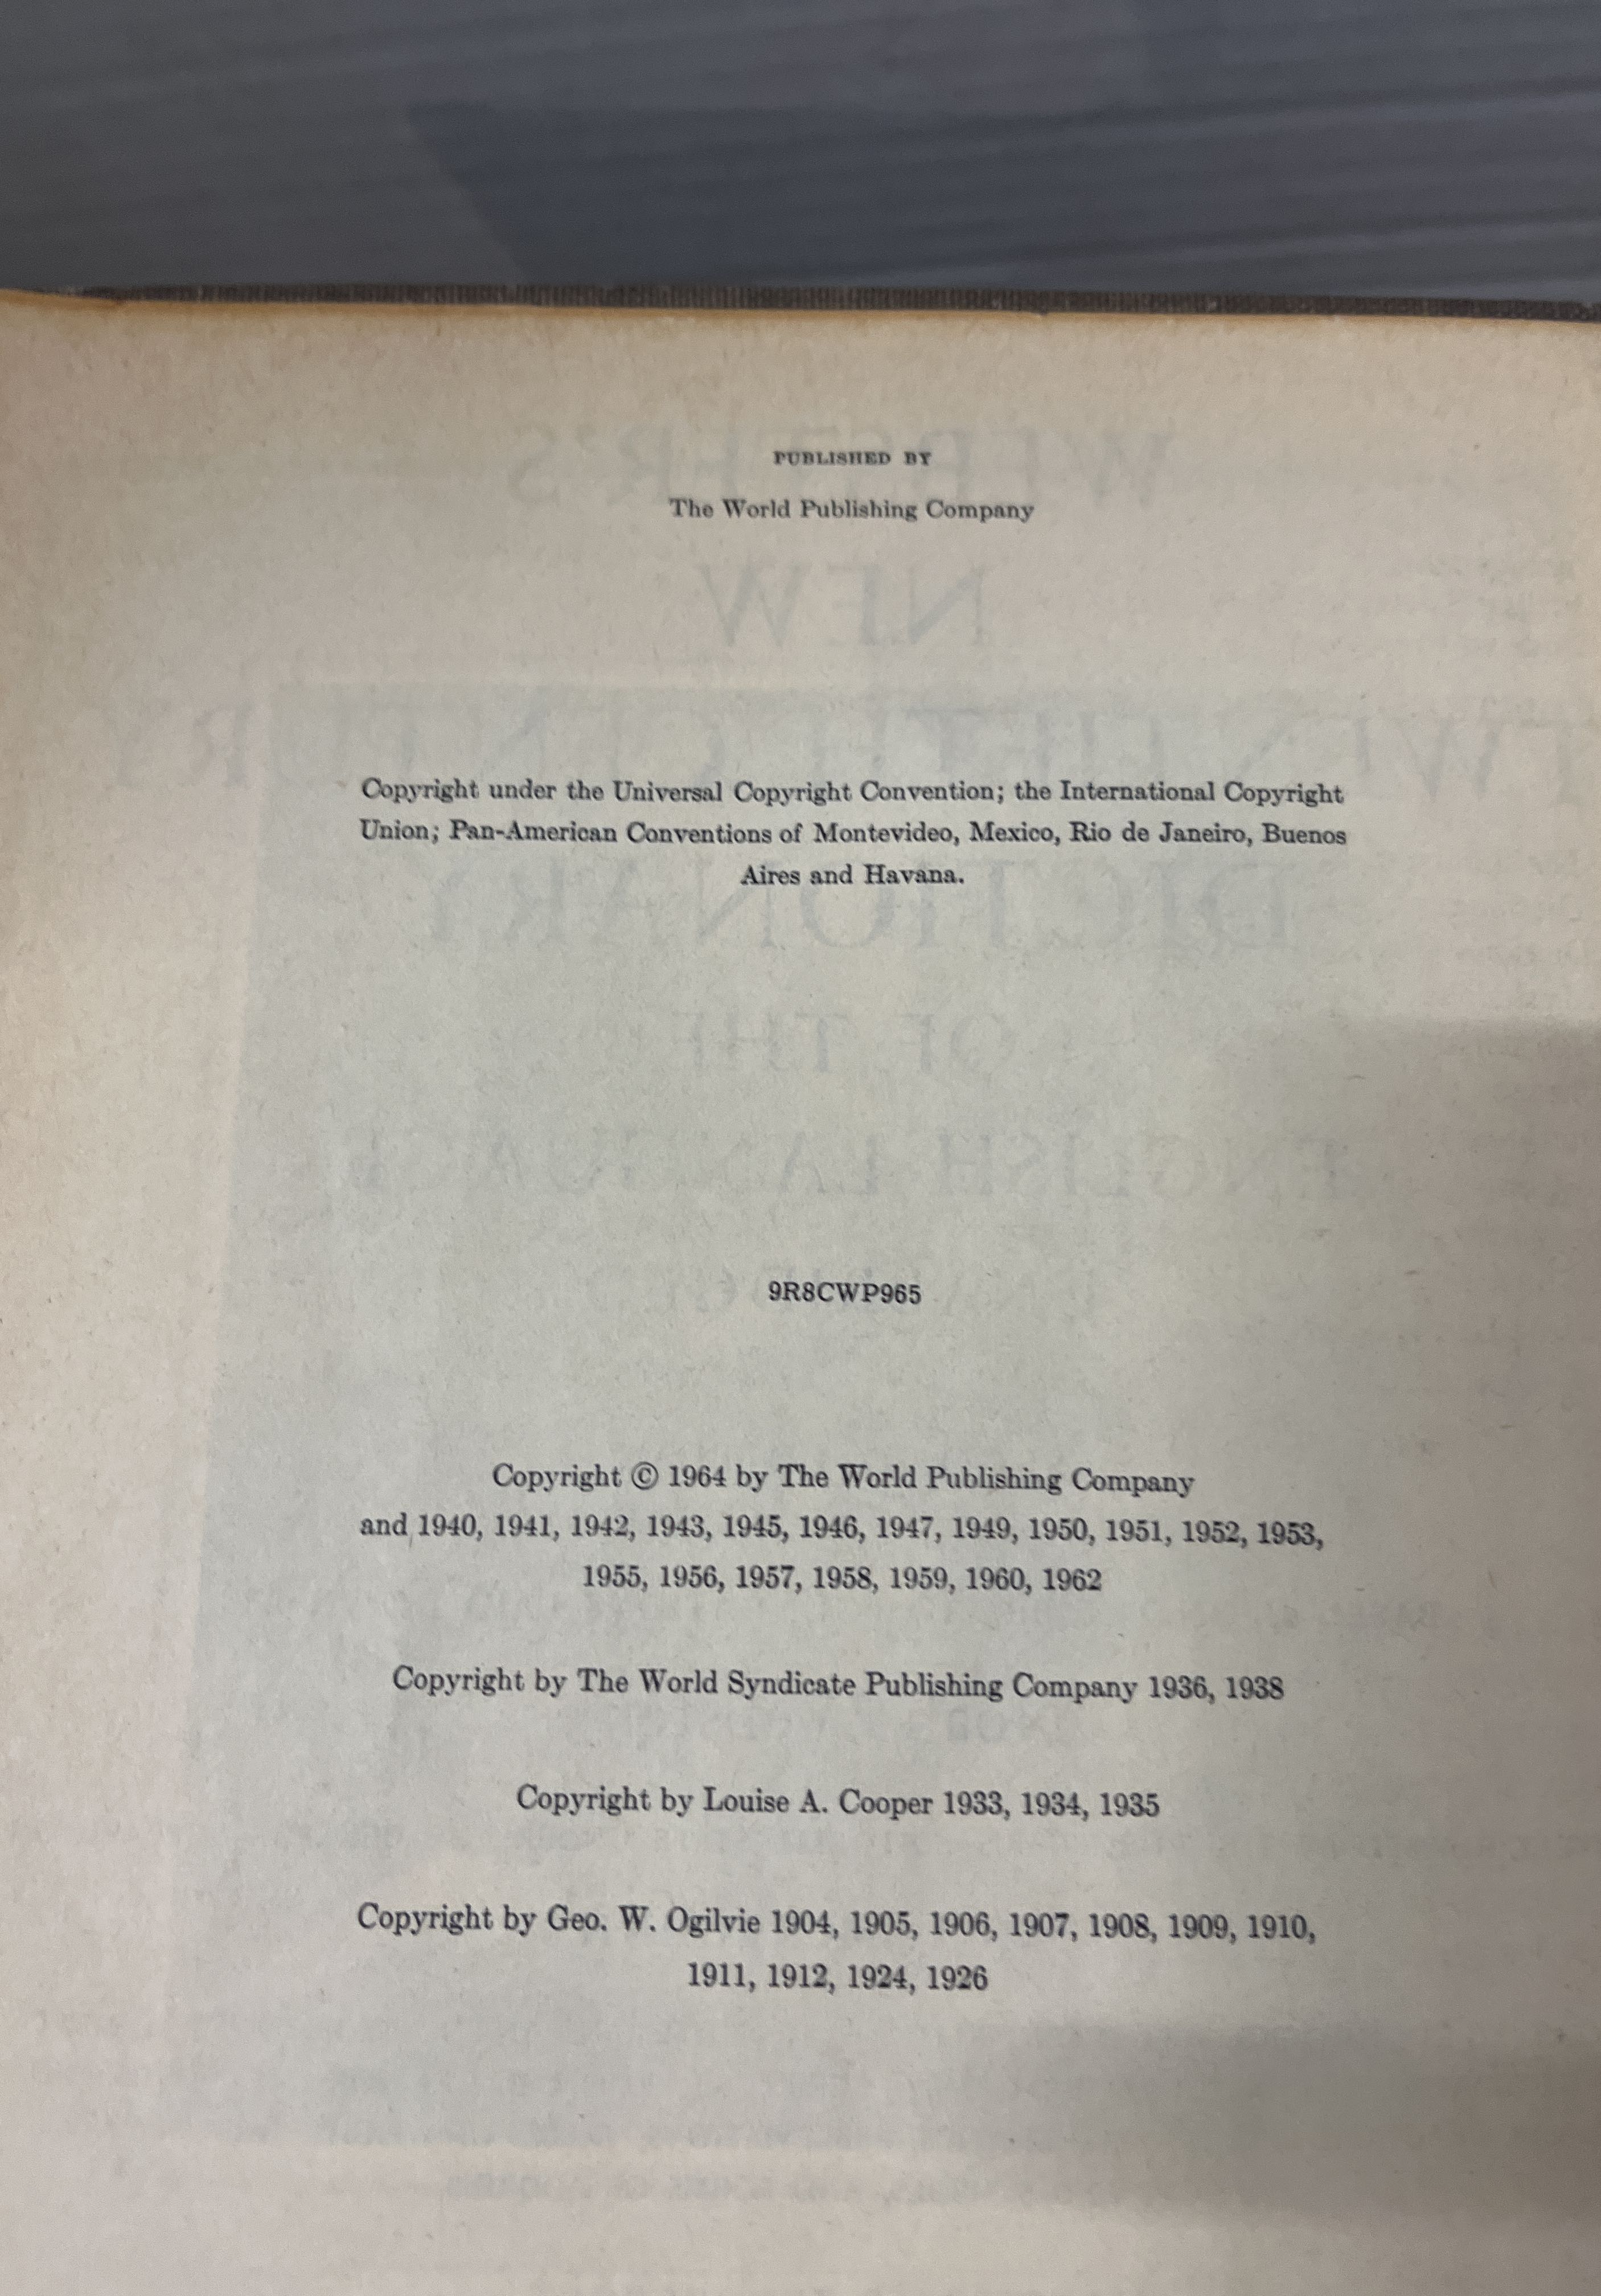 PUBLISHED BY
The World Publishing Company
Copyright under the Universal Copyright Convention; the International Copyright
Union; Pan-American Conventions of Montevideo, Mexico, Rio de Janeiro, Buenos
Aires and Havana.
9R8CWP965
Copyright © 1964 by The World Publishing Company
and 1940, 1941, 1942, 1943, 1945, 1946, 1947, 1949, 1950, 1951, 1952, 1953,
1955, 1956, 1957, 1958, 1959, 1960, 1962
Copyright by The World Syndicate Publishing Company 1936, 1938
Copyright by Louise A. Cooper 1933, 1934, 1935
Copyright by Geo. W. Ogilvie 1904, 1905, 1906, 1907, 1908, 1909, 1910,
1911, 1912, 1924, 1926